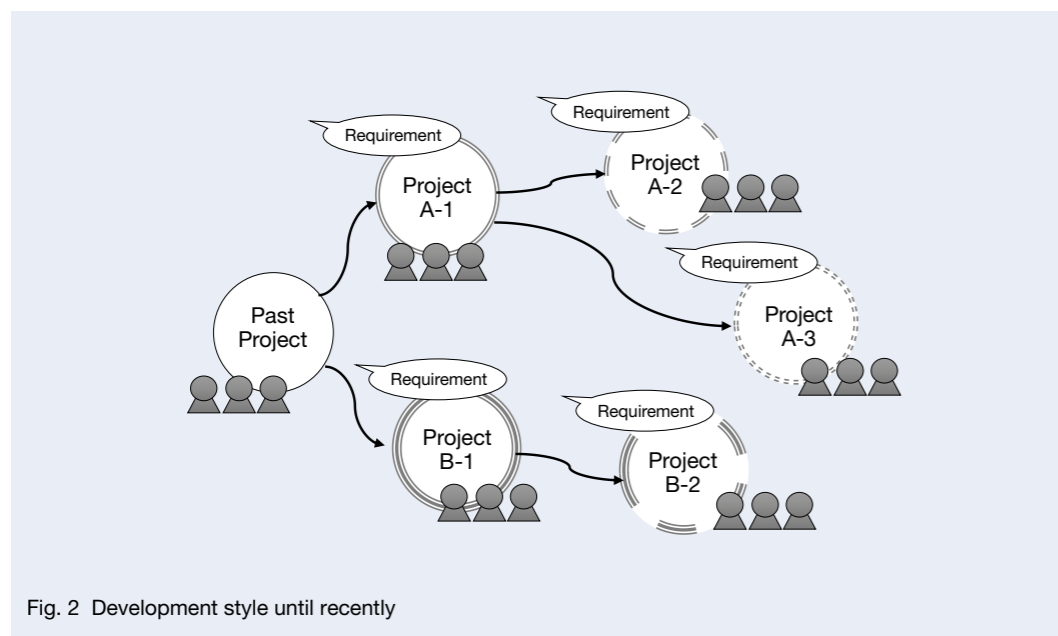 Requirement
Project
A-2
Requirement
Project
A-1
Requirement
Project
A-3
Past
Project
Requirement
Project
B-1
Requirement
Project
B-2
Fig. 2 Development style until recently